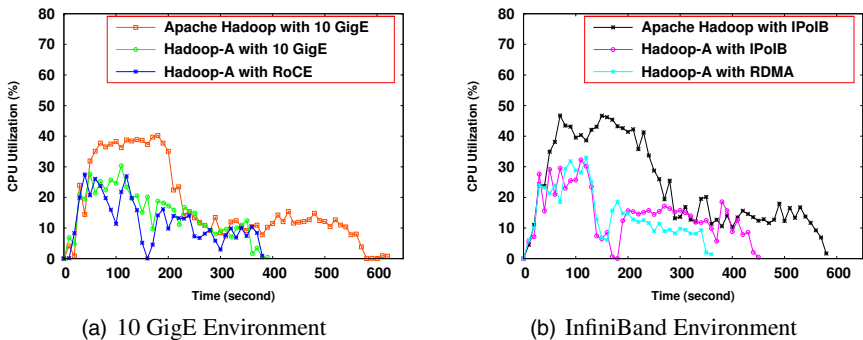 Apache Hadoop with 10 GigE
Hadoop-A with 10 GigE
Hadoop-A with RoCE
CPU Utilization (%)
80
70
60
50
40
30
20
10
0
0 100 200 300 400 500 600
Time (second)
(a) 10 GigE Environment
Apache Hadoop with IPoIB
Hadoop-A with IPoIB
Hadoop-A with RDMA
CPU Utilization (%)
80
70
60
50
40
30
20
10
0
0 100 200 300 400 500 600
Time (second)
(b) InfiniBand Environment